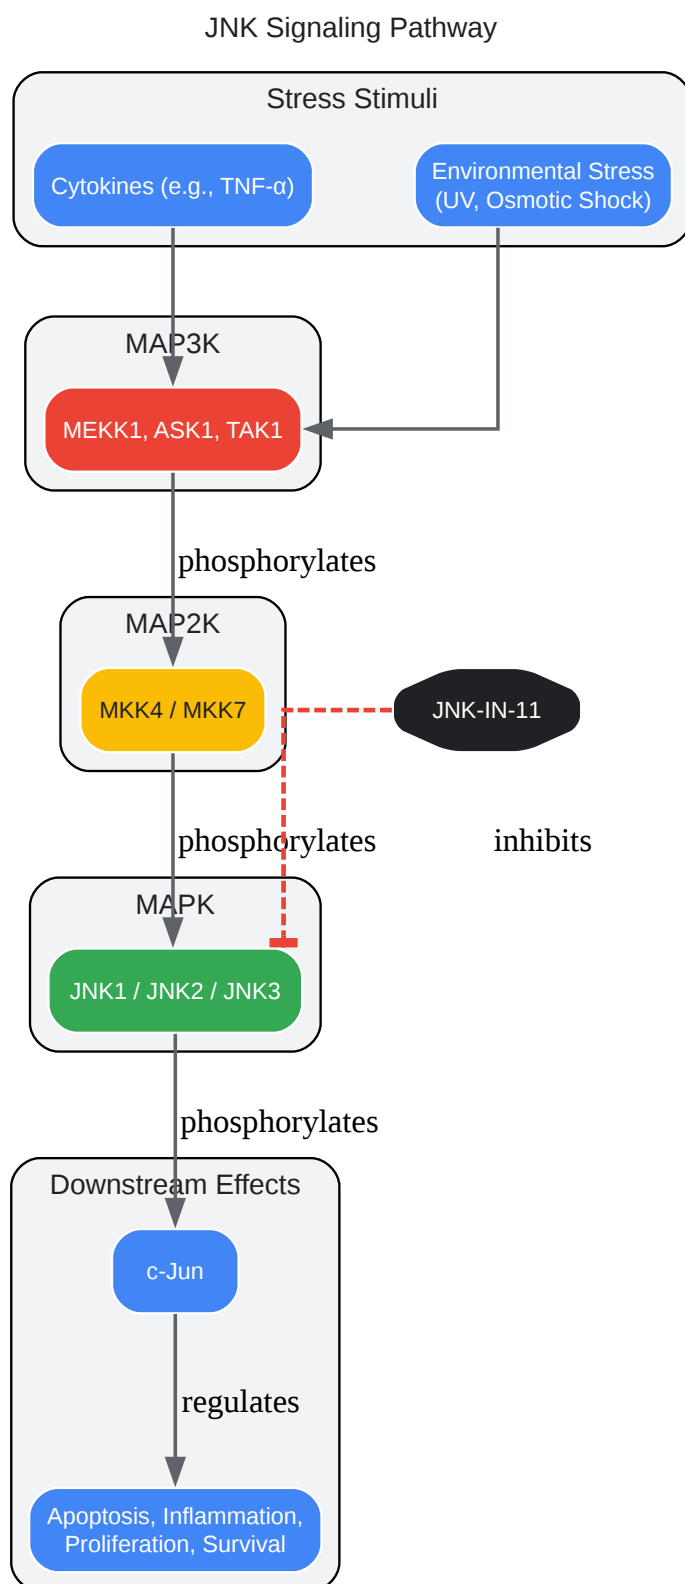 JNK Signaling Pathway
Stress Stimuli
Cytokines (e.g., TNF-α)
Environmental Stress
(UV, Osmotic Shock)
MAP3K
MEKK1, ASK1, TAK1
phosphorylates
MAP2K
MKK4 / MKK7
JNK-IN-11
phosphorylates
inhibits
MAPK
JNK1 / JNK2 / JNK3
phosphorylates
Downstream Effects
c-Jun
regulates
Apoptosis, Inflammation,
Proliferation, Survival